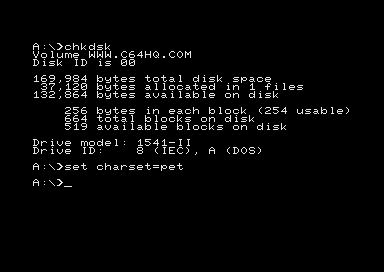 A:\>chkdsk
Volume WWW.C64HQ.COM
Disk ID is 00
169,984 bytes total disk space
37,120 bytes allocated in 1 files
132,864 bytes available on disk
256 bytes in each block (254 usable)
664 total blocks on disk
519 available blocks on disk
Drive model: 1541-II
Drive ID: 8 (IEC), A (DOS)
A:\>set charset=pet
A:\>_